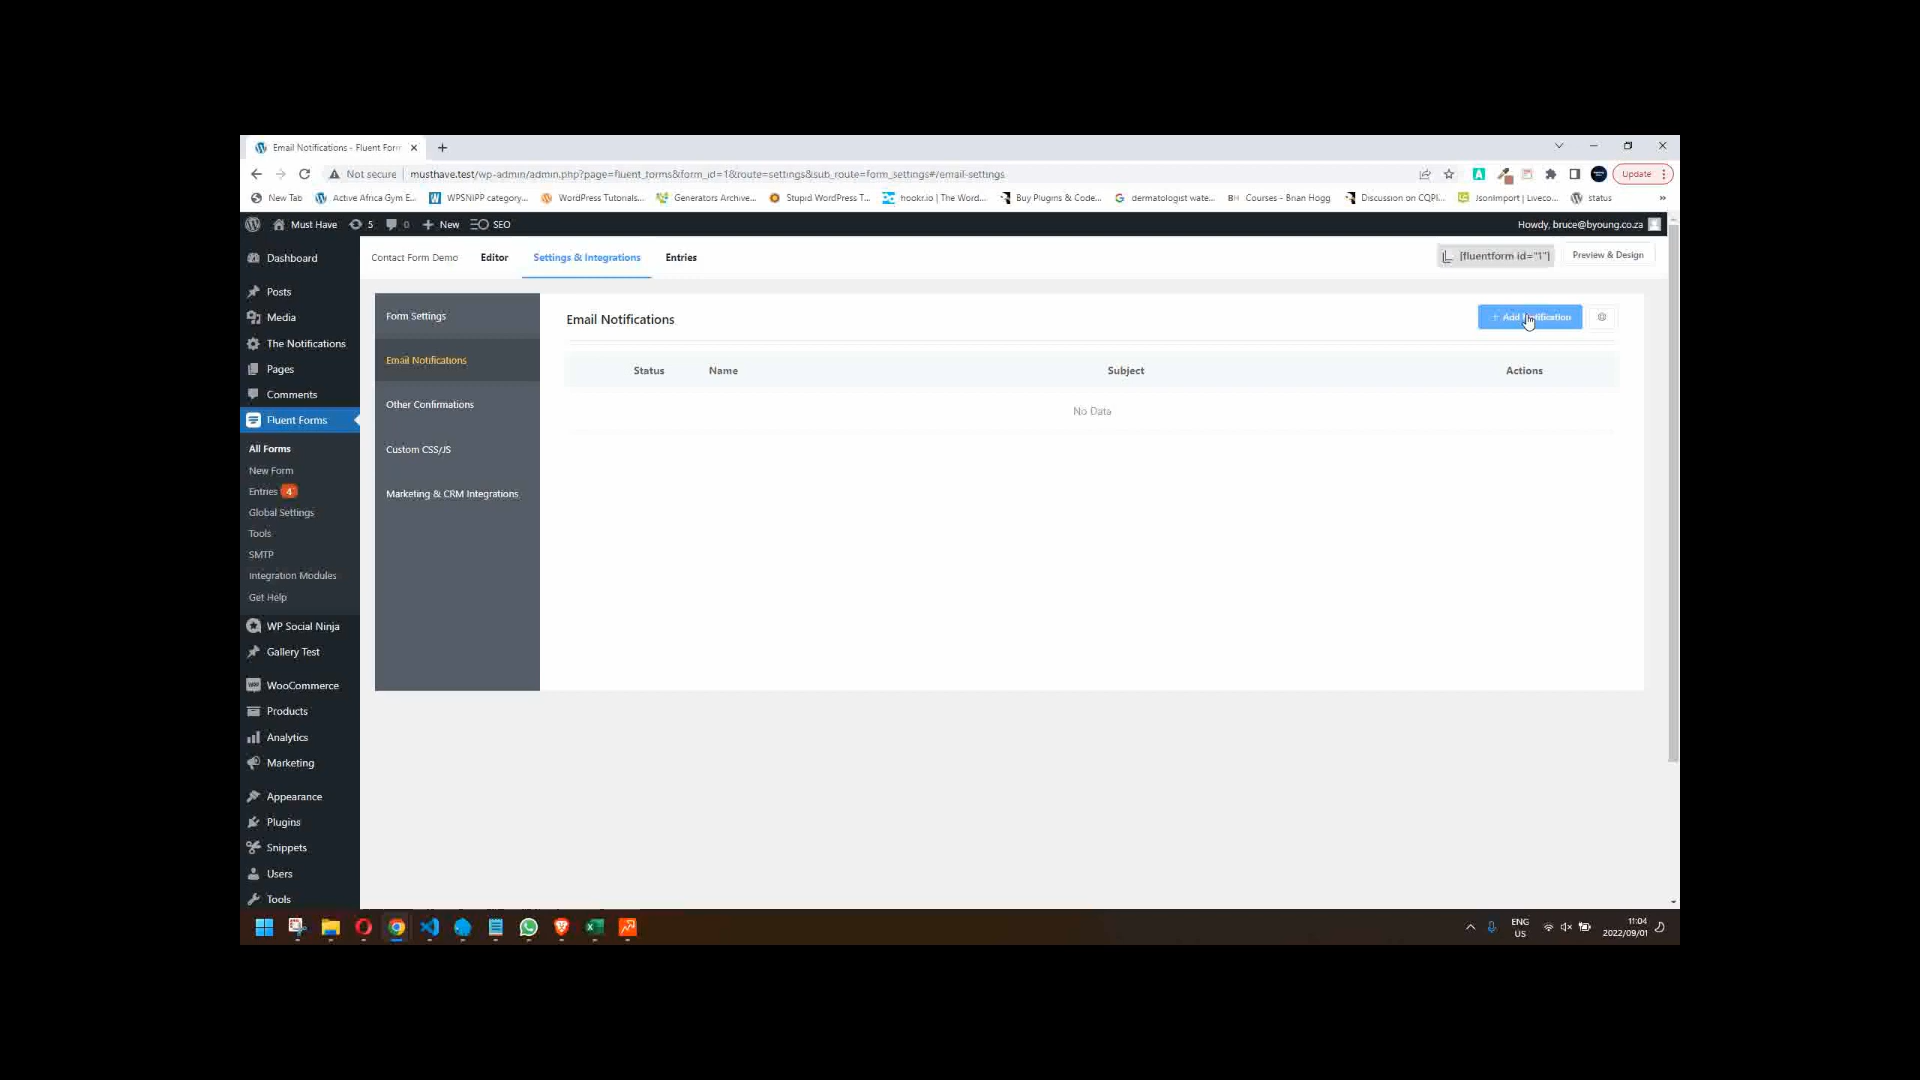 Email Notifications - Fluent Form
Not secure musthave.test/wp-admin/admin.php?page=fluent_forms&form_id=1&route=settings&sub_route=form_settings#/email-settings Update
New Tab Active Africa Gym E... WPSNIPP category... WordPress Tutorials... Generators Archive... Stupid WordPress T... hookr.io | The Word... Buy Plugins & Code... dermatologist wate... BH Courses - Brian Hogg Discussion on CQPL... JsonImport | Liveco... status »
Must Have 5 0 New SEO Howdy, bruce@byoung.co.za
Contact Form Demo Editor Settings & Integrations Entries [fluentform id="1"] Preview & Design
Dashboard
Posts
Media
The Notifications
Pages
Comments
Fluent Forms
All Forms
New Form
Entries 4
Global Settings
Tools
SMTP
Integration Modules
Get Help
WP Social Ninja
Gallery Test
WooCommerce
Products
Analytics
Marketing
Appearance
Plugins
Snippets
Users
Tools
Form Settings
Email Notifications
Other Confirmations
Custom CSS/JS
Marketing & CRM Integrations
Email Notifications
+ Add Notification
Status Name Subject Actions
No Data
ENG
US
11:04
2022/09/01